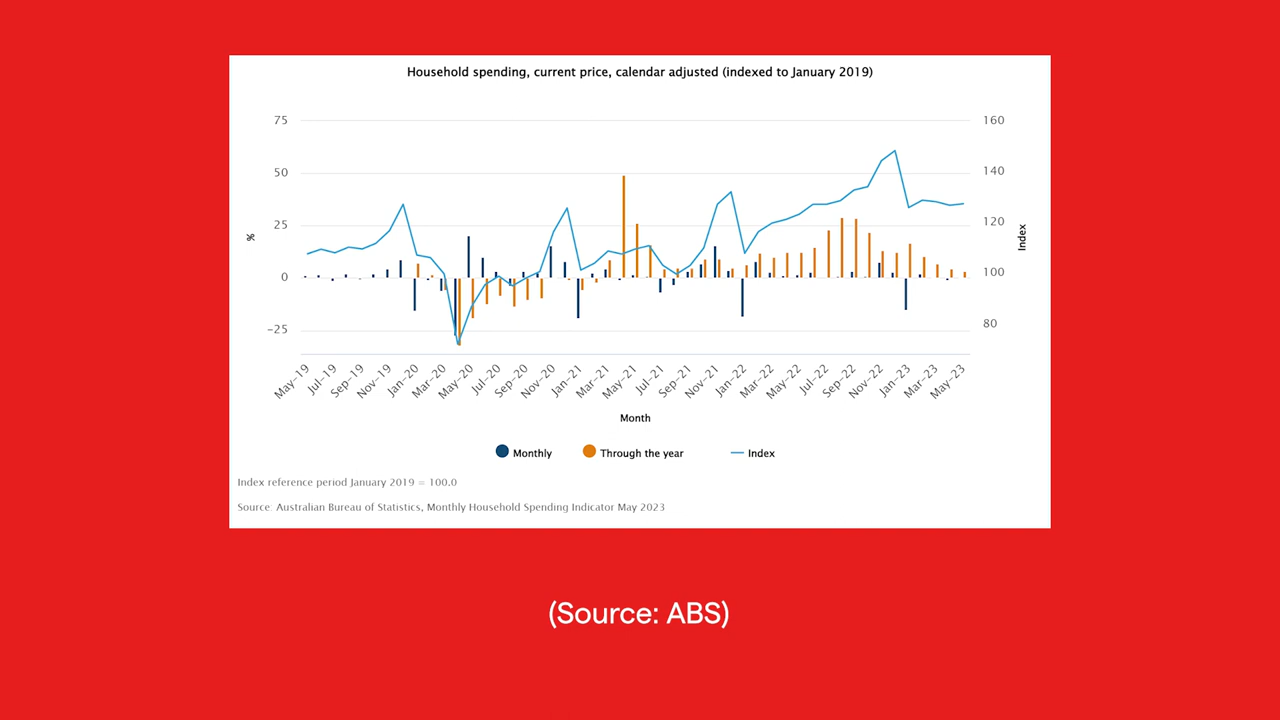 Household spending, current price, calendar adjusted (indexed to January 2019)
75
50
25
0
−25
%
160
140
120
100
80
Index
May-19
Jul-19
Sep-19
Nov-19
Jan-20
Mar-20
May-20
Jul-20
Sep-20
Nov-20
Jan-21
Mar-21
May-21
Jul-21
Sep-21
Nov-21
Jan-22
Mar-22
May-22
Jul-22
Sep-22
Nov-22
Jan-23
Mar-23
May-23
Month
Monthly
Through the year
Index
Index reference period January 2019 = 100.0
Source: Australian Bureau of Statistics, Monthly Household Spending Indicator May 2023
(Source: ABS)